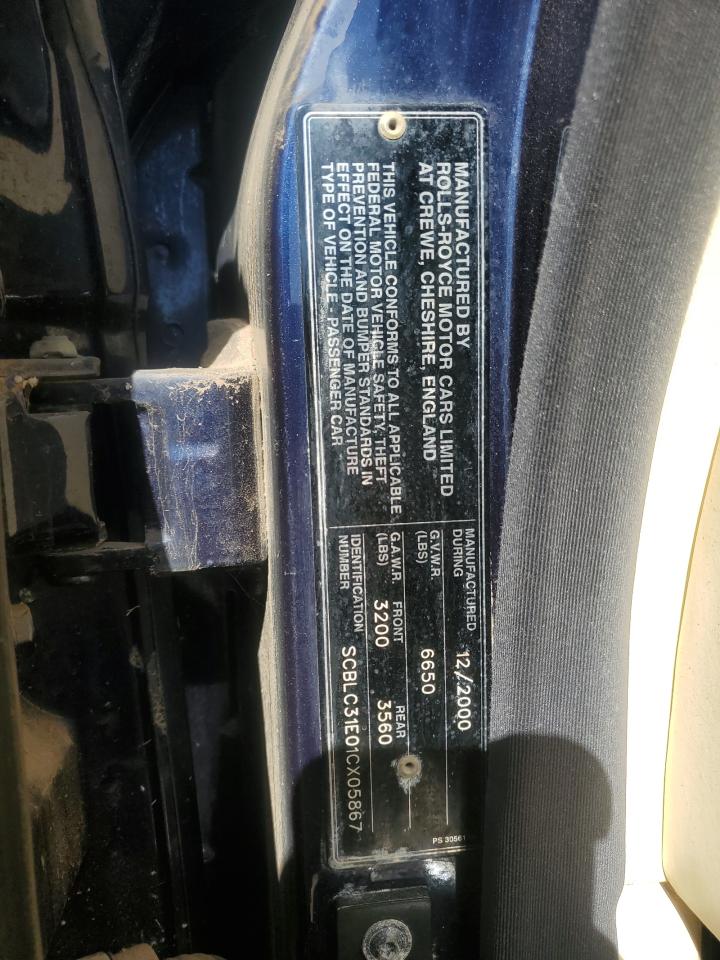 MANUFACTURED BY
ROLLS-ROYCE MOTOR CARS LIMITED
AT CREWE, CHESHIRE, ENGLAND
THIS VEHICLE CONFORMS TO ALL APPLICABLE
FEDERAL MOTOR VEHICLE SAFETY, THEFT
PREVENTION AND BUMPER STANDARDS IN
EFFECT ON THE DATE OF MANUFACTURE
TYPE OF VEHICLE - PASSENGER CAR
MANUFACTURED
DURING 12/2000
G.V.W.R.
(LBS) 6650
G.A.W.R. FRONT REAR
(LBS) 3200 3560
IDENTIFICATION
NUMBER SCBLC31E01CX05867
PS 30561